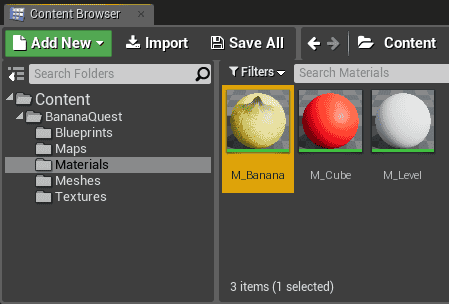 Content Browser
Add New Import Save All Content
Search Folders
Filters Search Materials
Content
BananaQuest
Blueprints
Maps
Materials
Meshes
Textures
M_Banana M_Cube M_Level
3 items (1 selected)